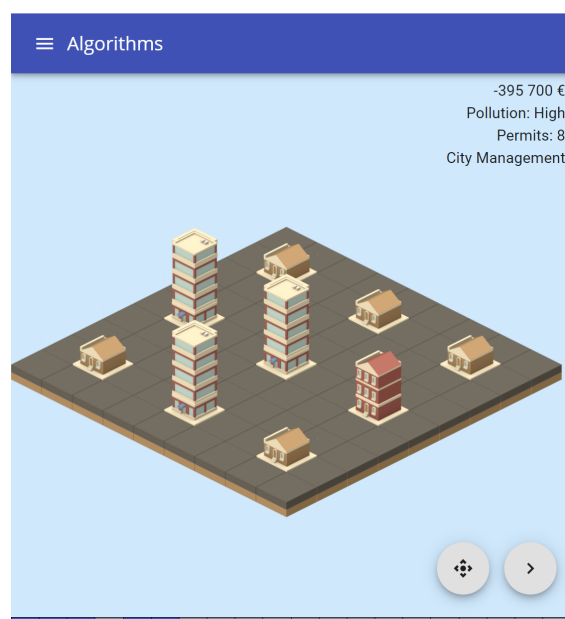 Algorithms
-395 700 €
Pollution: High
Permits: 8
City Management